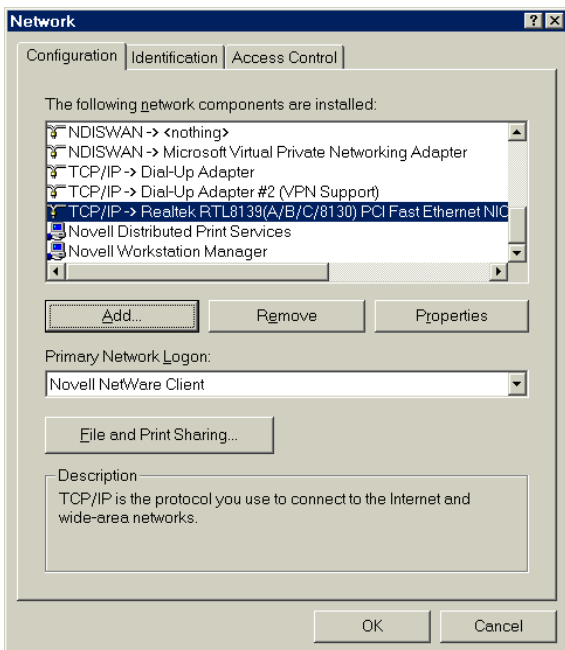 Network
Configuration Identification Access Control
The following network components are installed:
NDISWAN -> <nothing>
NDISWAN -> Microsoft Virtual Private Networking Adapter
TCP/IP -> Dial-Up Adapter
TCP/IP -> Dial-Up Adapter #2 (VPN Support)
TCP/IP -> Realtek RTL8139(A/B/C/8130) PCI Fast Ethernet NIC
Novell Distributed Print Services
Novell Workstation Manager
Add... Remove Properties
Primary Network Logon:
Novell NetWare Client
File and Print Sharing...
Description
TCP/IP is the protocol you use to connect to the Internet and
wide-area networks.
OK Cancel